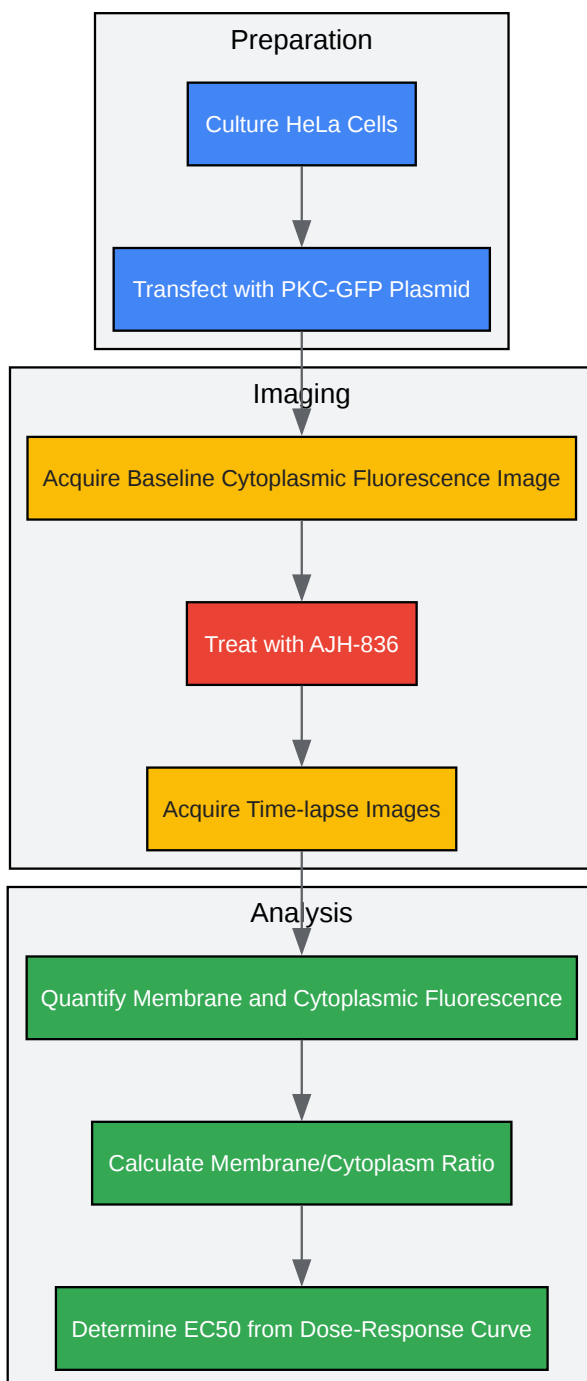 Preparation
Culture HeLa Cells
Transfect with PKC-GFP Plasmid
Imaging
Acquire Baseline Cytoplasmic Fluorescence Image
Treat with AJH-836
Acquire Time-lapse Images
Analysis
Quantify Membrane and Cytoplasmic Fluorescence
Calculate Membrane/Cytoplasm Ratio
Determine EC50 from Dose-Response Curve